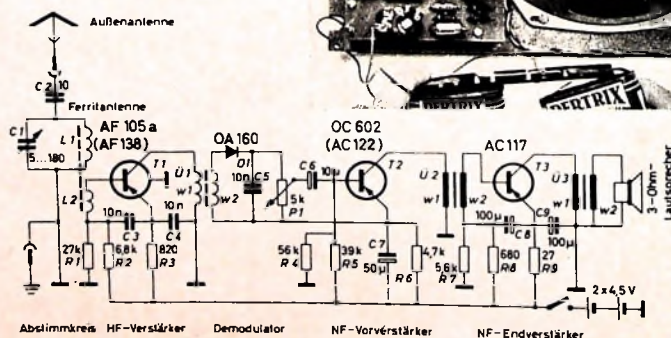 Außenantenne
C2 10
Ferritantenne
C1
5...180
L1
L2
AF 105a
(AF138)
T1
10n
C3
10n
C4
27k
R1
6,8k
R2
820
R3
Ü1
w1
w2
OA 160
D1
10n
C5
5k
P1
C6
10μ
OC 602
(AC122)
T2
56k
R4
39k
R5
C7
50μ
4,7k
R6
Ü2
w1
w2
AC117
T3
100μ
C8
C9
100μ
5,6k
R7
680
R8
27
R9
Ü3
w1
w2
3-Ohm-
Lautsprecher
2 x 4,5 V
PERTRIX
PERTRIX
Abstimmkreis HF-Verstärker Demodulator NF-Vorverstärker NF-Endverstärker